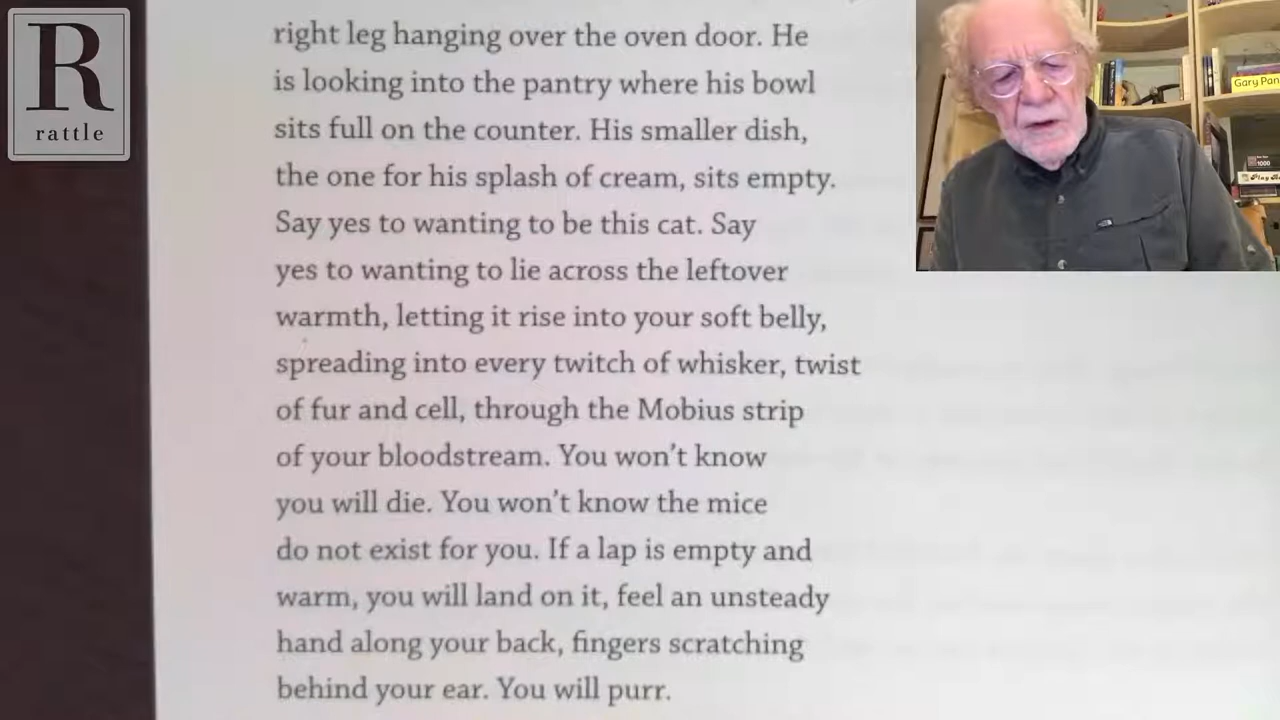 R
rattle
right leg hanging over the oven door. He
is looking into the pantry where his bowl
sits full on the counter. His smaller dish,
the one for his splash of cream, sits empty.
Say yes to wanting to be this cat. Say
yes to wanting to lie across the leftover
warmth, letting it rise into your soft belly,
spreading into every twitch of whisker, twist
of fur and cell, through the Mobius strip
of your bloodstream. You won't know
you will die. You won't know the mice
do not exist for you. If a lap is empty and
warm, you will land on it, feel an unsteady
hand along your back, fingers scratching
behind your ear. You will purr.
Gary Pan
1000